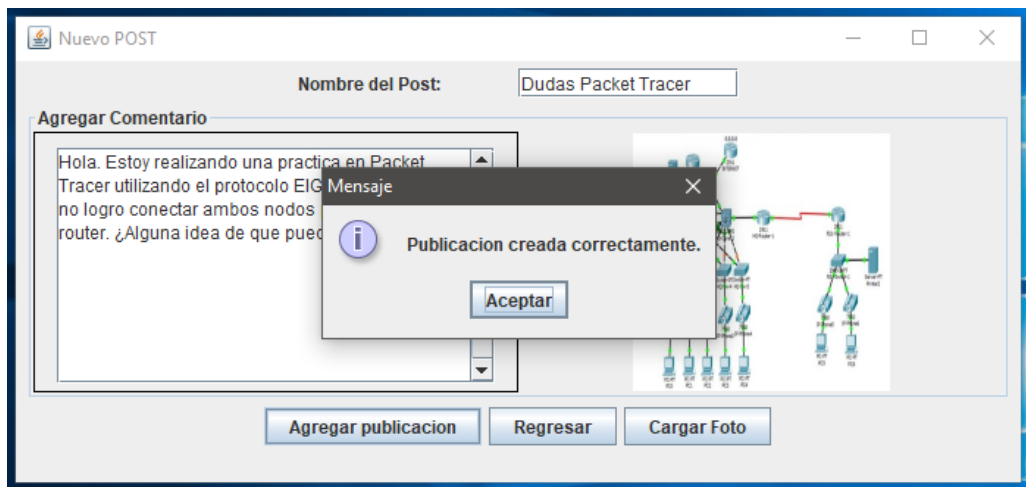 Nuevo POST
Nombre del Post:
Dudas Packet Tracer
Agregar Comentario
Hola. Estoy realizando una practica en Packet
Tracer utilizando el protocolo
no logro conectar ambos nodos
router. ¿Alguna idea de que
Mensaje
Publicacion creada correctamente.
Aceptar
Agregar publicacion
Regresar
Cargar Foto